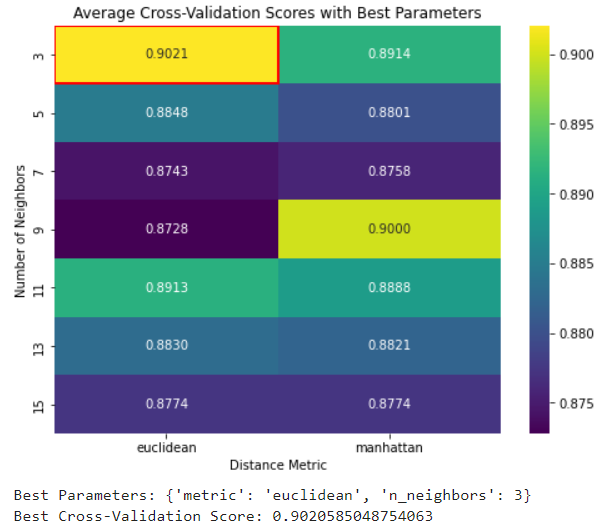 Average Cross-Validation Scores with Best Parameters
3 0.9021 0.8914 0.900
5 0.8848 0.8801 0.895
7 0.8743 0.8758 0.890
9 0.8728 0.9000 0.885
11 0.8913 0.8888 0.880
13 0.8830 0.8821 0.875
15 0.8774 0.8774
Number of Neighbors
euclidean manhattan
Distance Metric
Best Parameters: {'metric': 'euclidean', 'n_neighbors': 3}
Best Cross-Validation Score: 0.9020585048754063